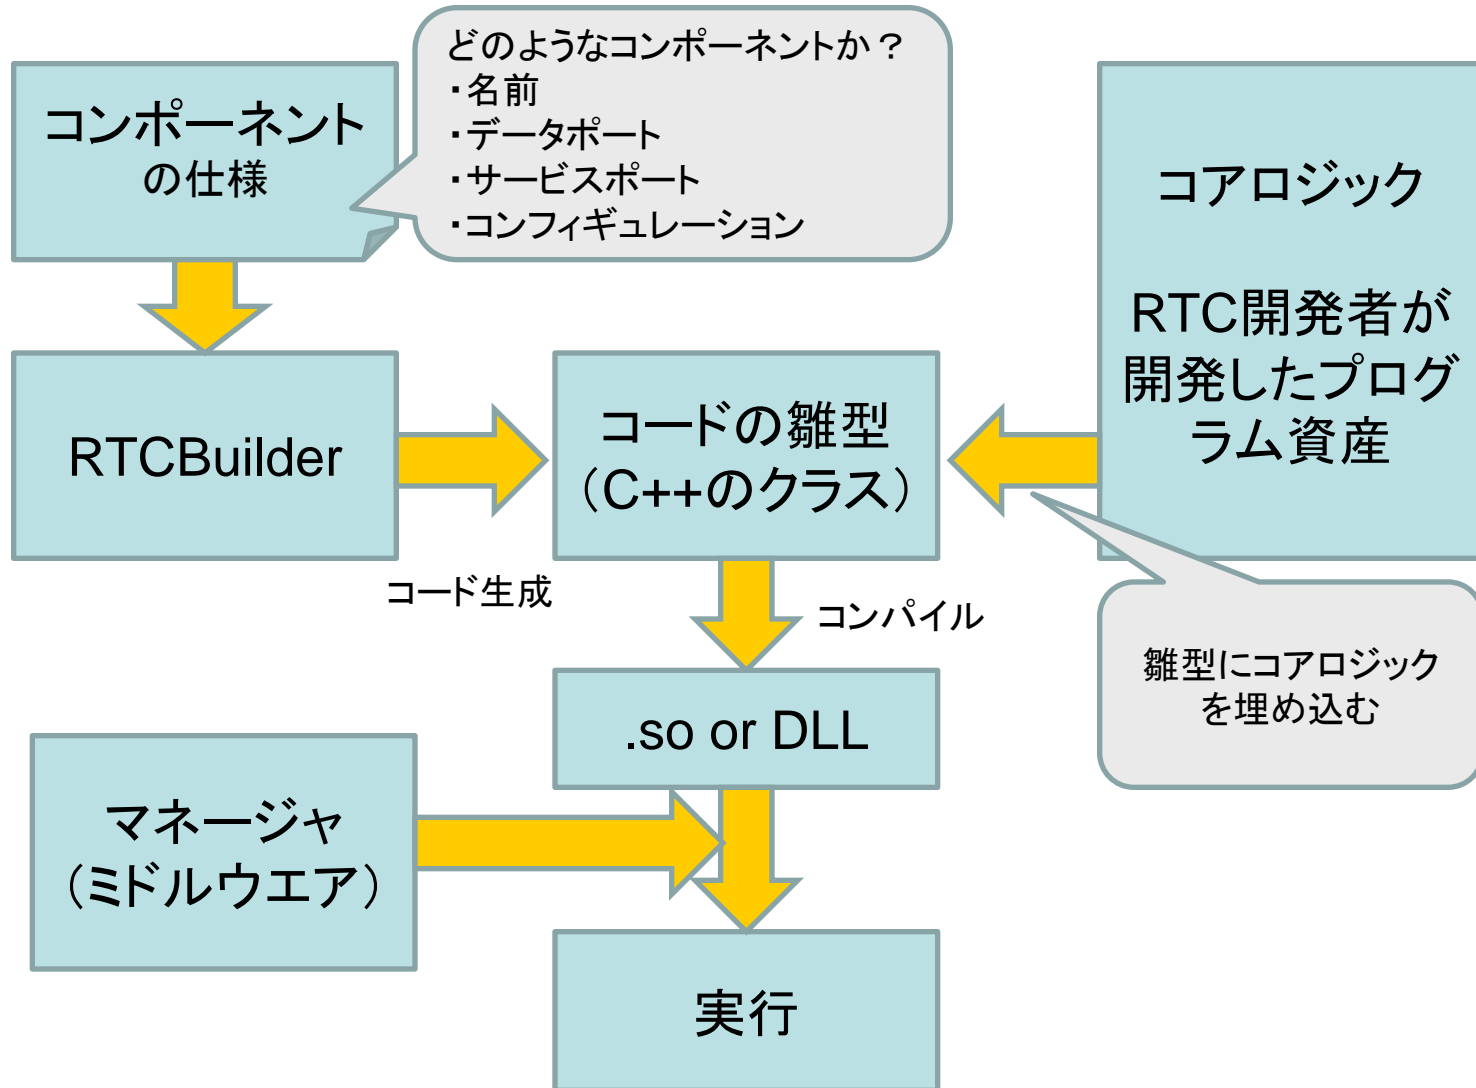 どのようなコンポーネントか？
・名前
・データポート
・サービスポート
・コンフィギュレーション
コンポーネント
の仕様
コアロジック
RTC開発者が
開発したプログ
ラム資産
RTCBuilder
コードの雛型
（C++のクラス）
コード生成
コンパイル
雛型にコアロジック
を埋め込む
.so or DLL
マネージャ
（ミドルウエア）
実行